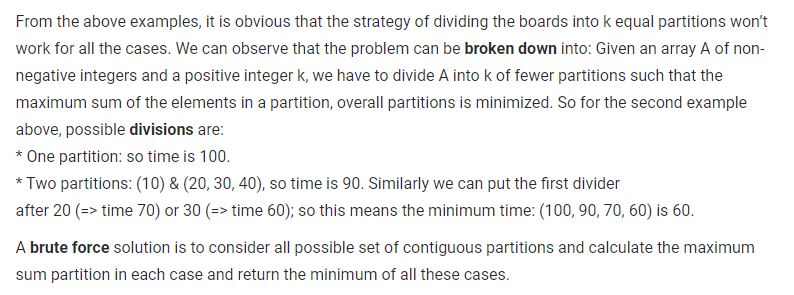 From the above examples, it is obvious that the strategy of dividing the boards into k equal partitions won't
work for all the cases. We can observe that the problem can be broken down into: Given an array A of non-
negative integers and a positive integer k, we have to divide A into k of fewer partitions such that the
maximum sum of the elements in a partition, overall partitions is minimized. So for the second example
above, possible divisions are:
* One partition: so time is 100.
* Two partitions: (10) & (20, 30, 40), so time is 90. Similarly we can put the first divider
after 20 (=> time 70) or 30 (=> time 60); so this means the minimum time: (100, 90, 70, 60) is 60.
A brute force solution is to consider all possible set of contiguous partitions and calculate the maximum
sum partition in each case and return the minimum of all these cases.